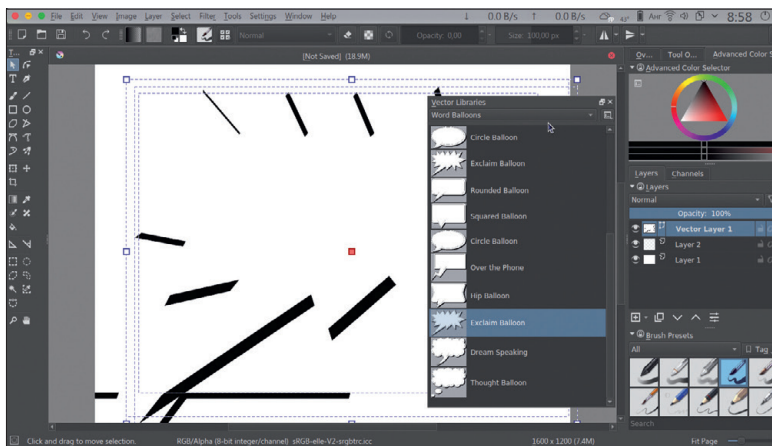 File Edit View Image Layer Select Filter Tools Settings Window Help
↓ 0.0 B/s ↑ 0.0 B/s 43° 8:58
Normal Opacity: 0,00 Size: 100,00 px
[Not Saved] (18.9M)
T... Ov... Tool O... Advanced Color S
Advanced Color Selector
Vector Libraries
Word Balloons
Circle Balloon
Exclaim Balloon
Rounded Balloon
Squared Balloon
Circle Balloon
Over the Phone
Hip Balloon
Exclaim Balloon
Dream Speaking
Thought Balloon
Layers Channels
Layers
Normal
Opacity: 100%
Vector Layer 1
Layer 2
Layer 1
Brush Presets
All Tag
Search
Click and drag to move selection. RGB/Alpha (8-bit integer/channel) sRGB-elle-V2-srgbtrc.icc 1600 x 1200 (7.4M) Fit Page